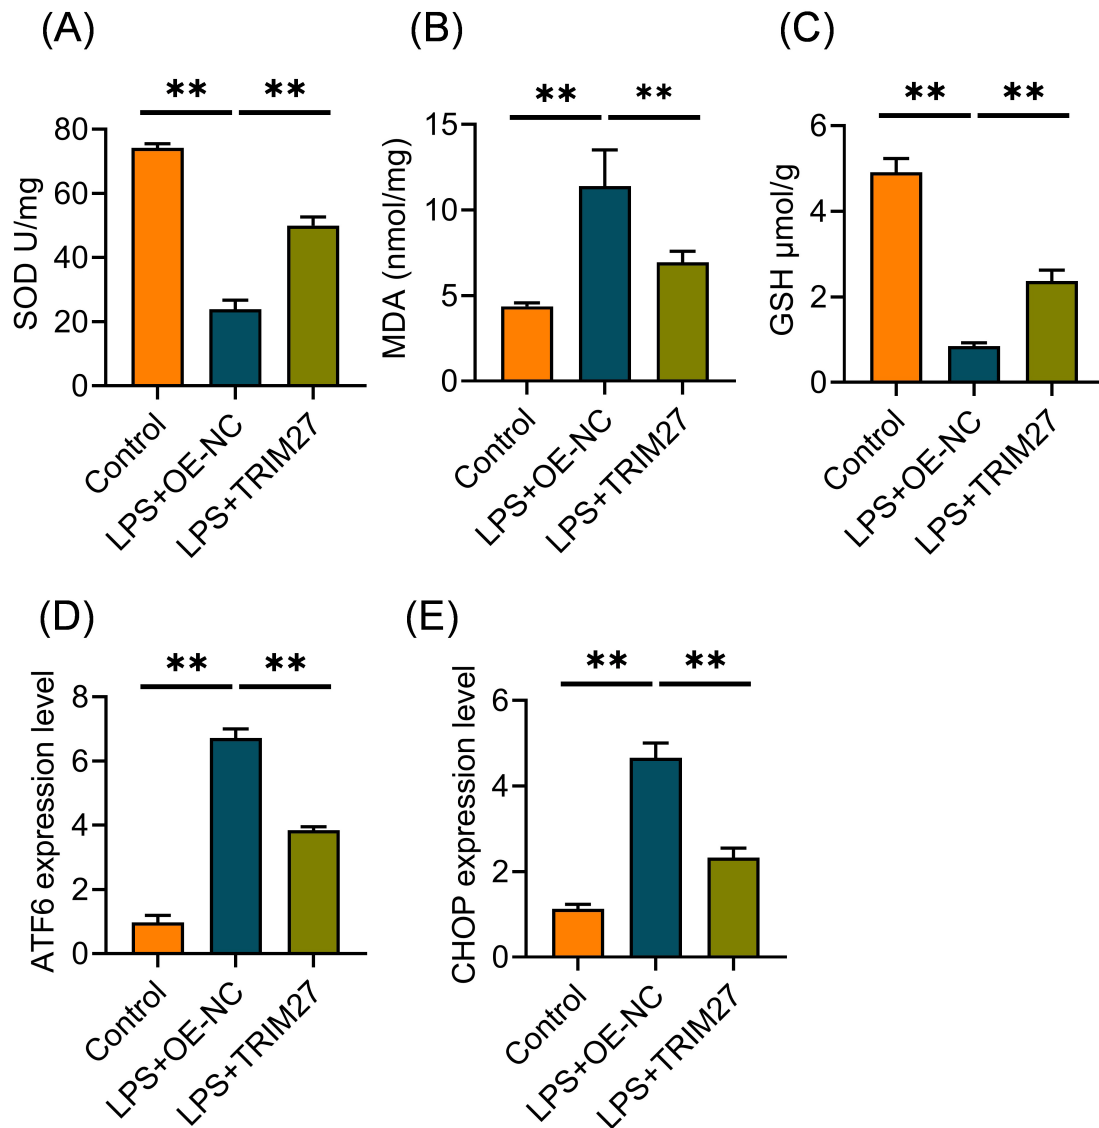 (A)
** **
SOD U/mg
80
60
40
20
0
Control
LPS+OE-NC
LPS+TRIM27
(B)
** **
MDA (nmol/mg)
15
10
5
0
Control
LPS+OE-NC
LPS+TRIM27
(C)
** **
GSH μmol/g
6
4
2
0
Control
LPS+OE-NC
LPS+TRIM27
(D)
** **
ATF6 expression level
8
6
4
2
0
Control
LPS+OE-NC
LPS+TRIM27
(E)
** **
CHOP expression level
6
4
2
0
Control
LPS+OE-NC
LPS+TRIM27